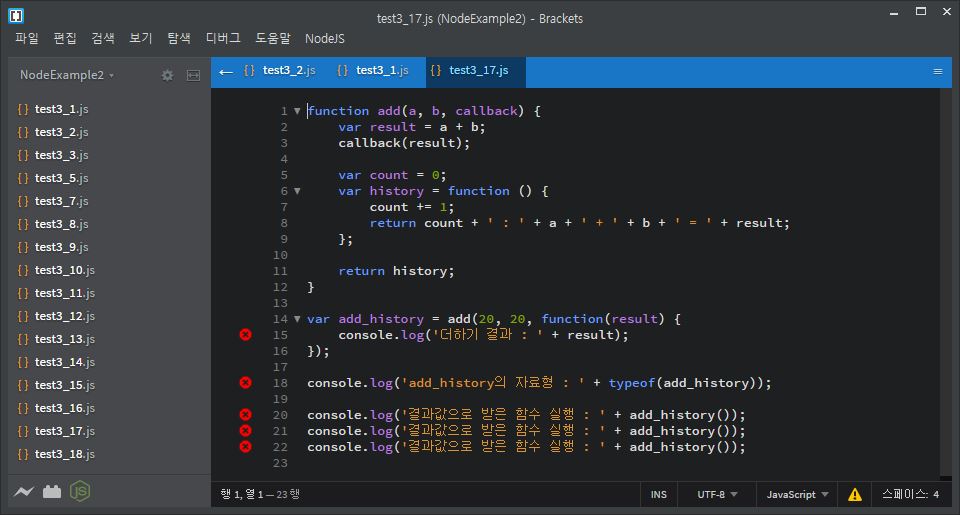 test3_17.js (NodeExample2) - Brackets
파일 편집 검색 보기 탐색 디버그 도움말 NodeJS
NodeExample2
test3_1.js
test3_2.js
test3_3.js
test3_5.js
test3_7.js
test3_8.js
test3_9.js
test3_10.js
test3_11.js
test3_12.js
test3_13.js
test3_14.js
test3_15.js
test3_16.js
test3_17.js
test3_18.js
JS
← {} test3_2.js {} test3_1.js {} test3_17.js
1 function add(a, b, callback) {
2     var result = a + b;
3     callback(result);
4
5     var count = 0;
6     var history = function () {
7         count += 1;
8         return count + ' : ' + a + ' + ' + b + ' = ' + result;
9     };
10
11     return history;
12 }
13
14 var add_history = add(20, 20, function(result) {
15     console.log('더하기 결과 : ' + result);
16 });
17
18 console.log('add_history의 자료형 : ' + typeof(add_history));
19
20 console.log('결과값으로 받은 함수 실행 : ' + add_history());
21 console.log('결과값으로 받은 함수 실행 : ' + add_history());
22 console.log('결과값으로 받은 함수 실행 : ' + add_history());
23
행 1, 열 1 — 23 행 INS UTF-8 JavaScript 스페이스: 4